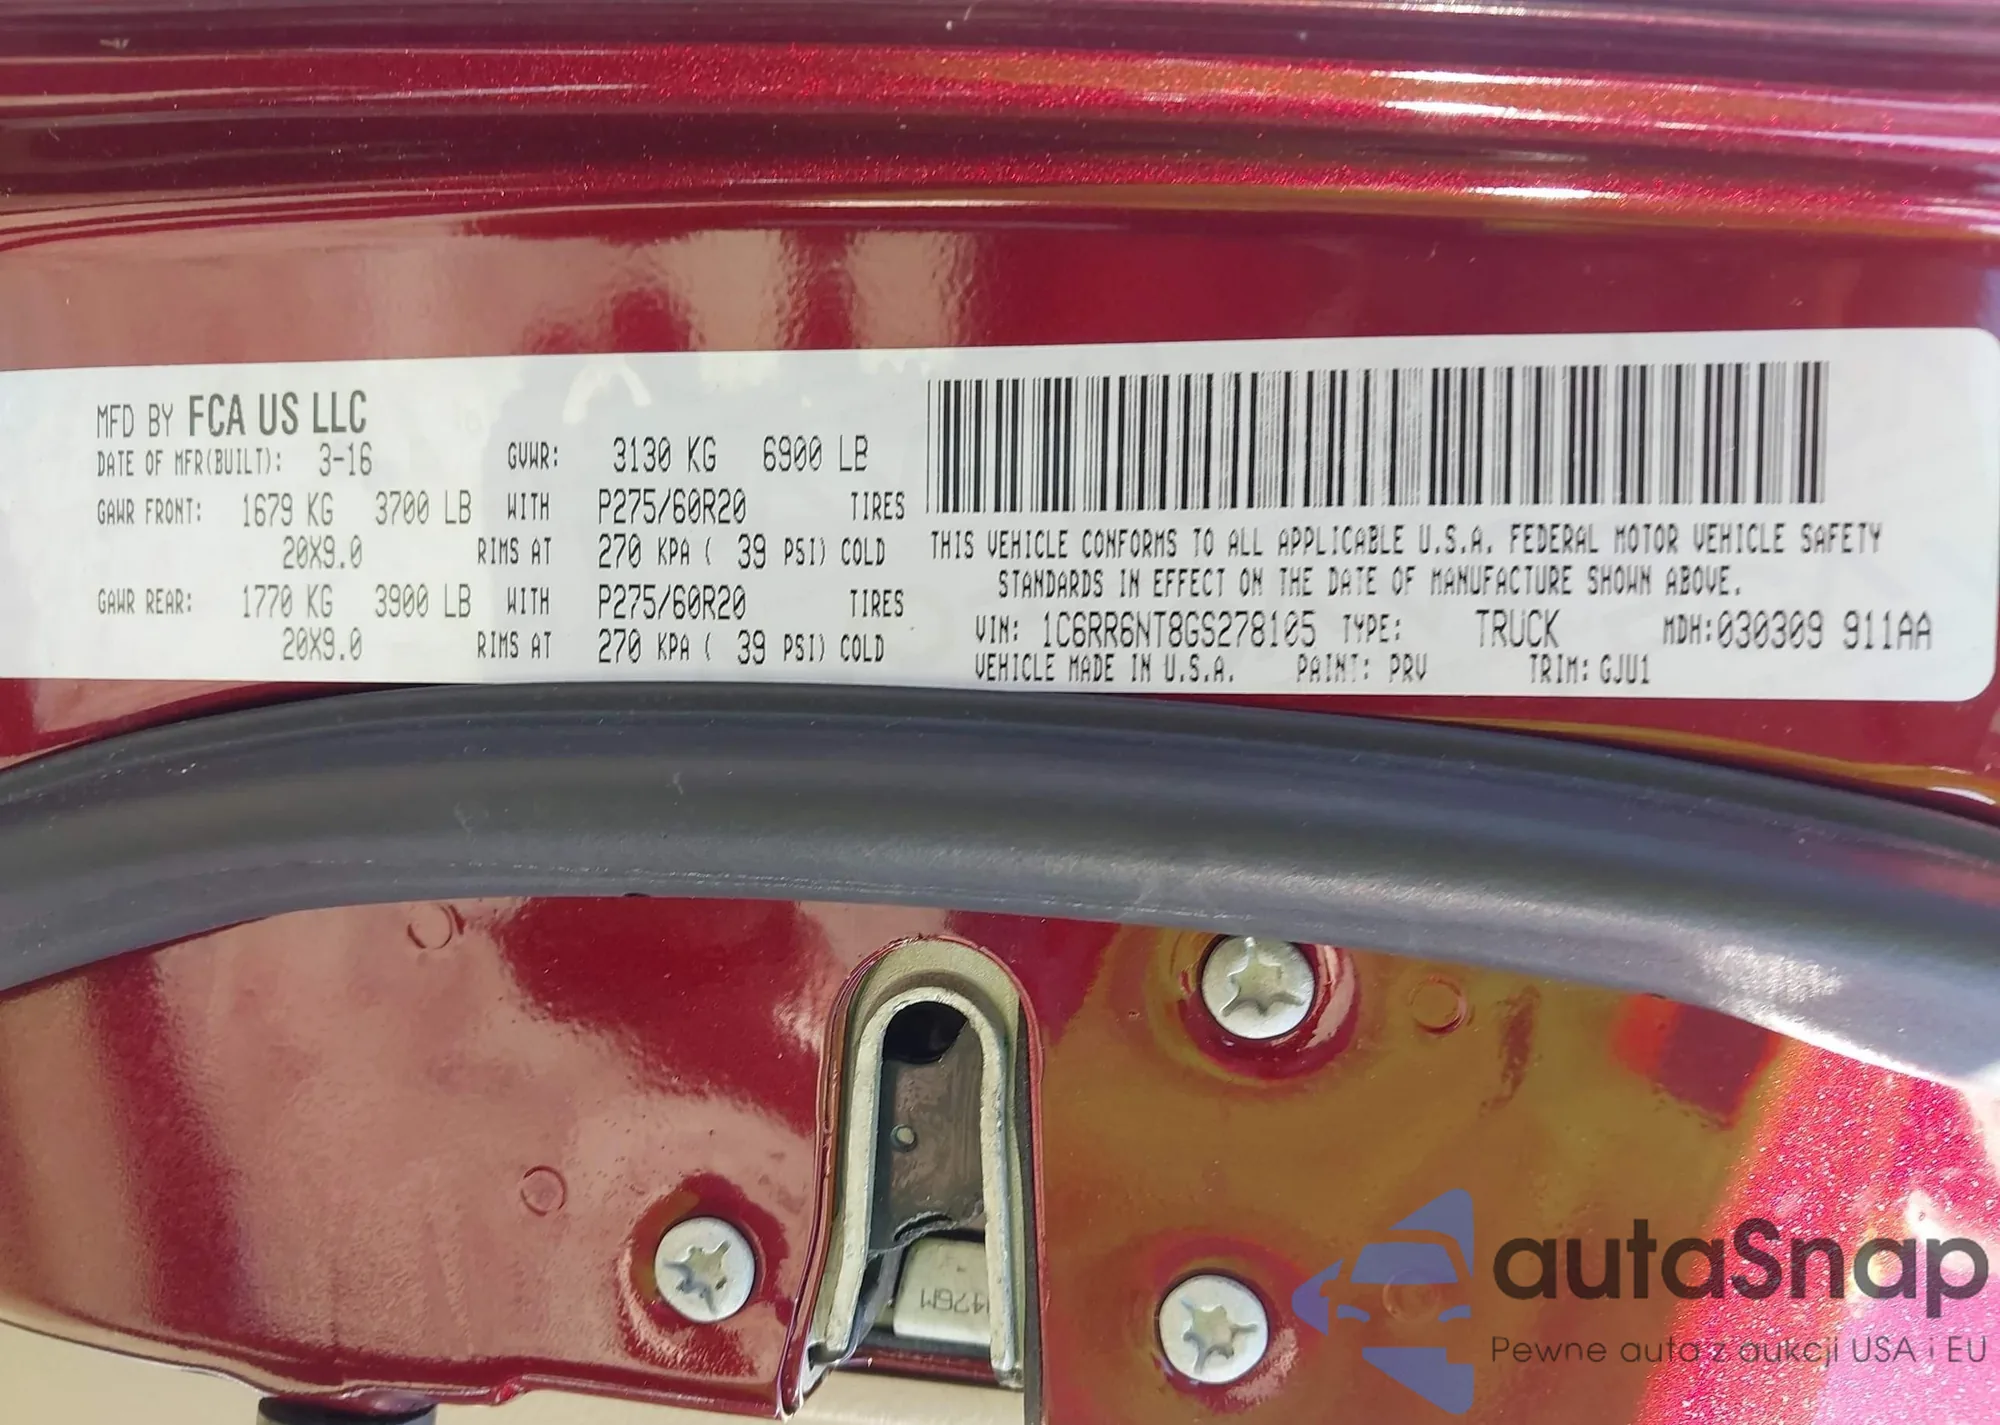 MFD BY FCA US LLC
DATE OF MFR(BUILT): 3-16 GVWR: 3130 KG 6900 LB
GAWR FRONT: 1679 KG 3700 LB WITH P275/60R20 TIRES
20X9.0 RIMS AT 270 KPA ( 39 PSI) COLD
GAWR REAR: 1770 KG 3900 LB WITH P275/60R20 TIRES
20X9.0 RIMS AT 270 KPA ( 39 PSI) COLD
THIS VEHICLE CONFORMS TO ALL APPLICABLE U.S.A. FEDERAL MOTOR VEHICLE SAFETY
STANDARDS IN EFFECT ON THE DATE OF MANUFACTURE SHOWN ABOVE.
VIN: 1C6RR6NT8GS278105 TYPE: TRUCK MDH:030309 911AA
VEHICLE MADE IN U.S.A. PAINT: PRV TRIM: GJU1
autaSnap
Pewne auta z aukcji USA i EU